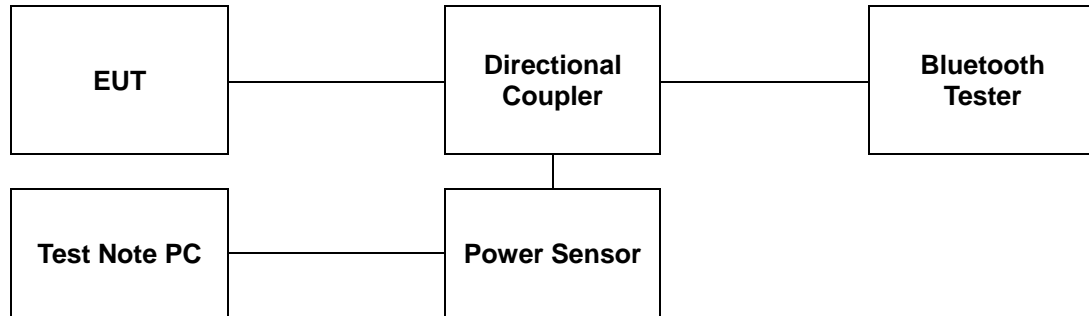 EUT
Directional
Coupler
Bluetooth
Tester
Test Note PC
Power Sensor